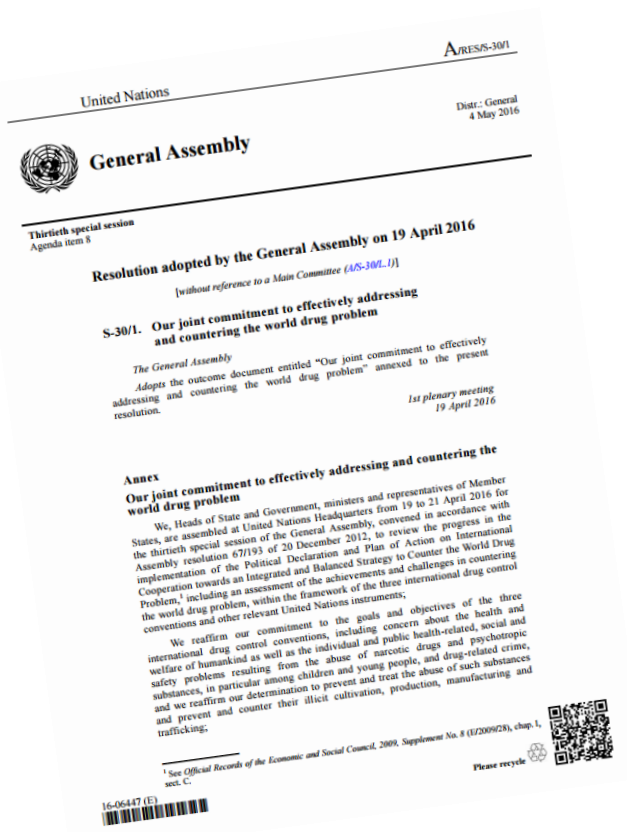 A/RES/S-30/1
United Nations
Distr.: General
4 May 2016
General Assembly
Thirtieth special session
Agenda item 8
Resolution adopted by the General Assembly on 19 April 2016
[without reference to a Main Committee (A/S-30/L.1)]
S-30/1. Our joint commitment to effectively addressing
and countering the world drug problem
The General Assembly
Adopts the outcome document entitled “Our joint commitment to effectively
addressing and countering the world drug problem” annexed to the present
resolution.
1st plenary meeting
19 April 2016
Annex
Our joint commitment to effectively addressing and countering the
world drug problem
We, Heads of State and Government, ministers and representatives of Member
States, are assembled at United Nations Headquarters from 19 to 21 April 2016 for
the thirtieth special session of the General Assembly, convened in accordance with
Assembly resolution 67/193 of 20 December 2012, to review the progress in the
implementation of the Political Declaration and Plan of Action on International
Cooperation towards an Integrated and Balanced Strategy to Counter the World Drug
Problem,¹ including an assessment of the achievements and challenges in countering
the world drug problem, within the framework of the three international drug control
conventions and other relevant United Nations instruments;
We reaffirm our commitment to the goals and objectives of the three
international drug control conventions, including concern about the health and
welfare of humankind as well as the individual and public health-related, social and
safety problems resulting from the abuse of narcotic drugs and psychotropic
substances, in particular among children and young people, and drug-related crime,
and we reaffirm our determination to prevent and treat the abuse of such substances
and prevent and counter their illicit cultivation, production, manufacturing and
trafficking;
¹ See Official Records of the Economic and Social Council, 2009, Supplement No. 8 (E/2009/28), chap. I,
sect. C.
16-06447 (E)
Please recycle